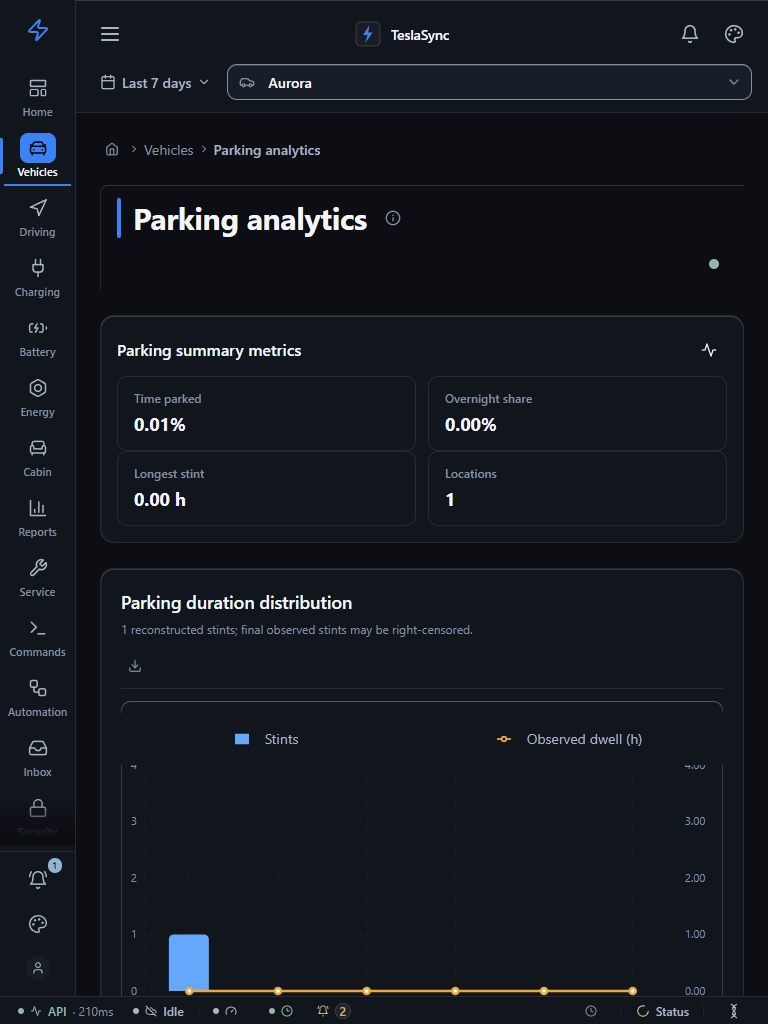 TeslaSync
Last 7 days
Aurora
Home
Vehicles
Driving
Charging
Battery
Energy
Cabin
Reports
Service
Commands
Automation
Inbox
Security
1
Vehicles
Parking analytics
Parking analytics
Parking summary metrics
Time parked
0.01%
Overnight share
0.00%
Longest stint
0.00 h
Locations
1
Parking duration distribution
1 reconstructed stints; final observed stints may be right-censored.
Stints
Observed dwell (h)
4
3
2
1
0
4.00
3.00
2.00
1.00
0.00
API · 210ms
Idle
2
Status